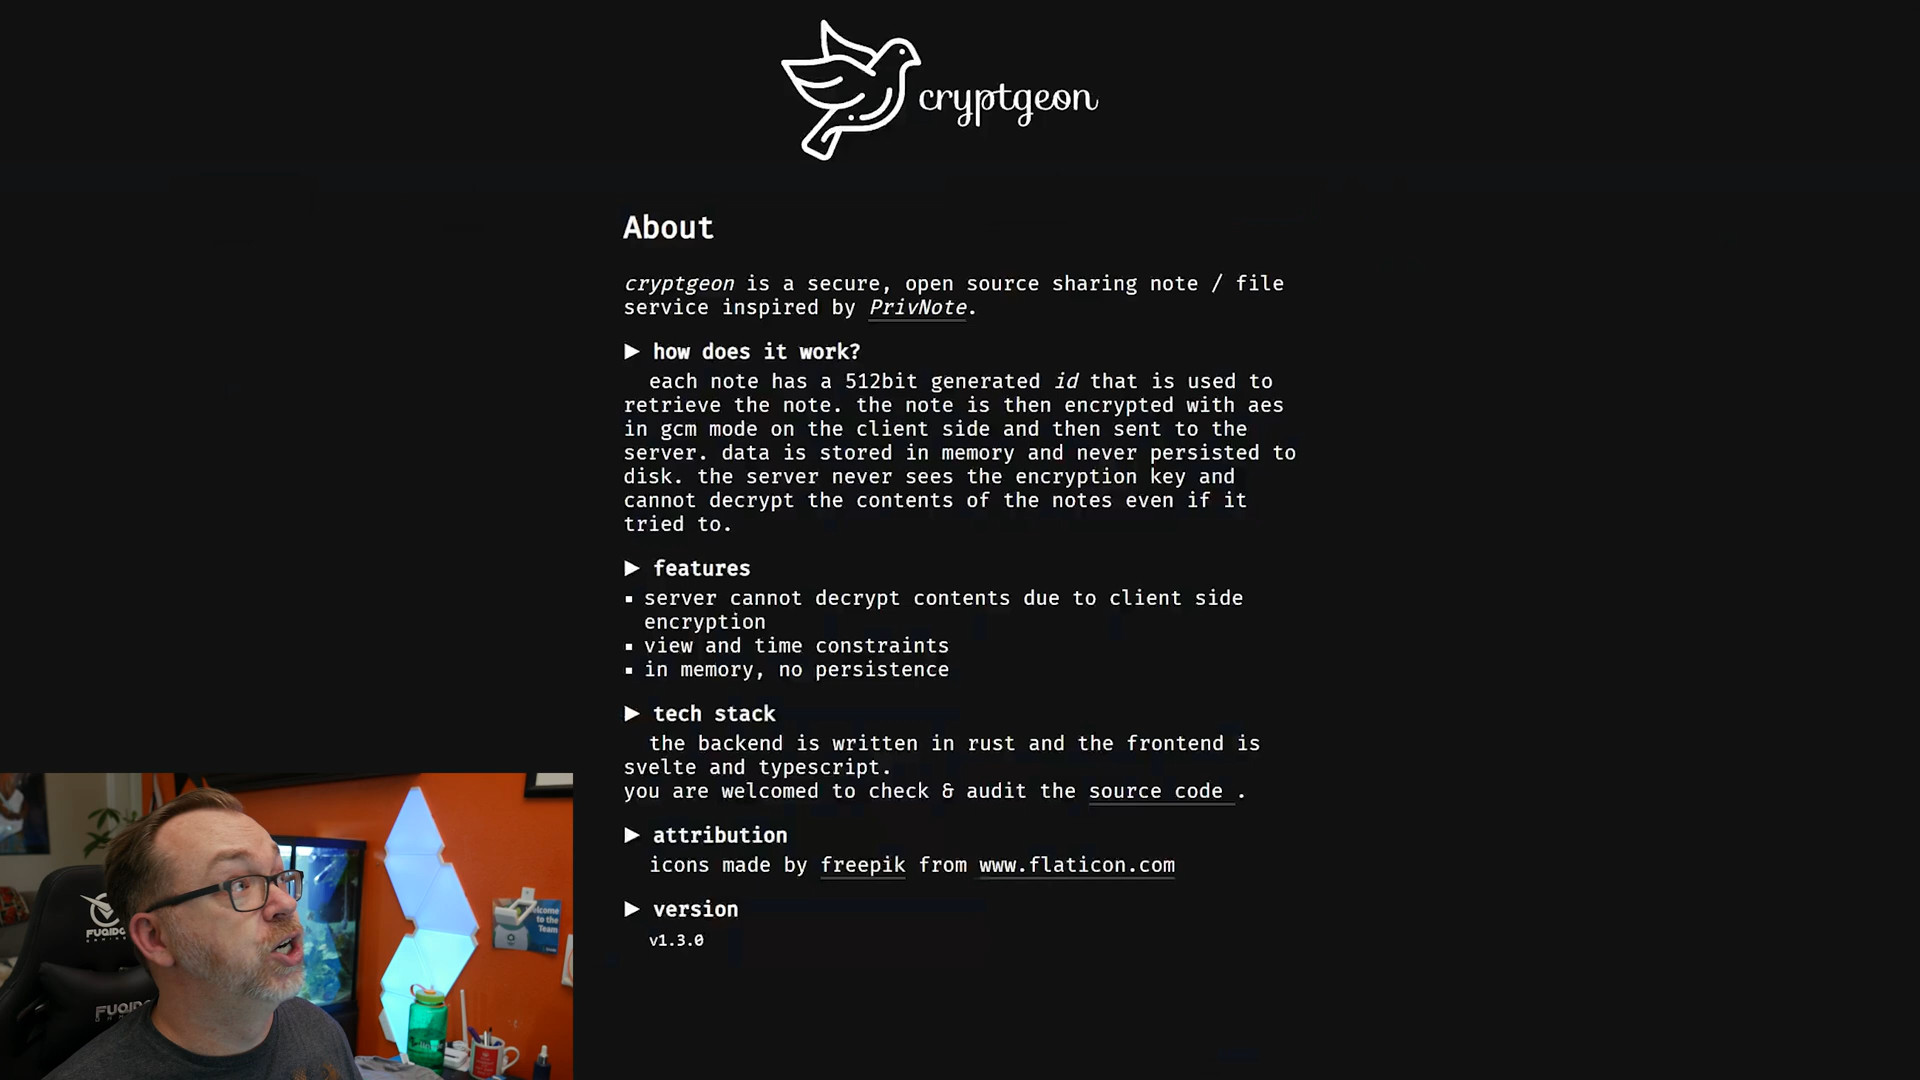 cryptgeon
About
cryptgeon is a secure, open source sharing note / file
service inspired by PrivNote.
how does it work?
each note has a 512bit generated id that is used to
retrieve the note. the note is then encrypted with aes
in gcm mode on the client side and then sent to the
server. data is stored in memory and never persisted to
disk. the server never sees the encryption key and
cannot decrypt the contents of the notes even if it
tried to.
features
server cannot decrypt contents due to client side
encryption
view and time constraints
in memory, no persistence
tech stack
the backend is written in rust and the frontend is
svelte and typescript.
you are welcomed to check & audit the source code .
attribution
icons made by freepik from www.flaticon.com
version
v1.3.0
Welcome
to the
Team